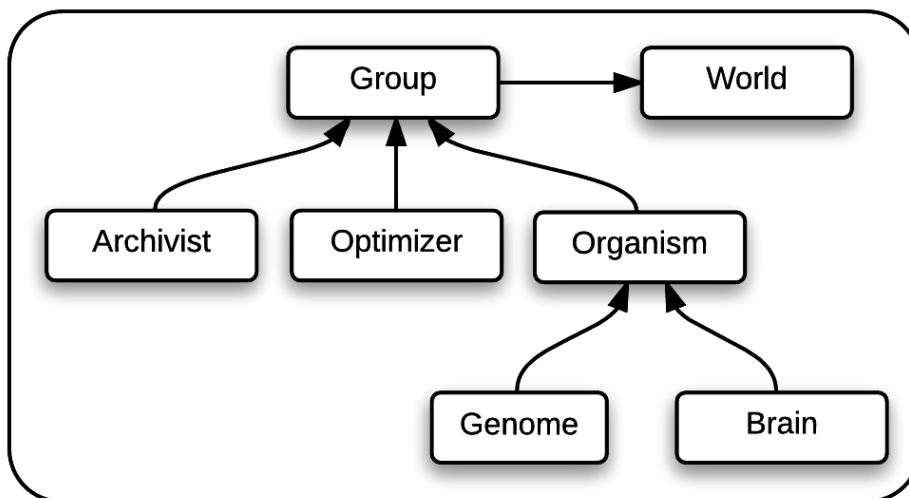 Group
World
Archivist
Optimizer
Organism
Genome
Brain